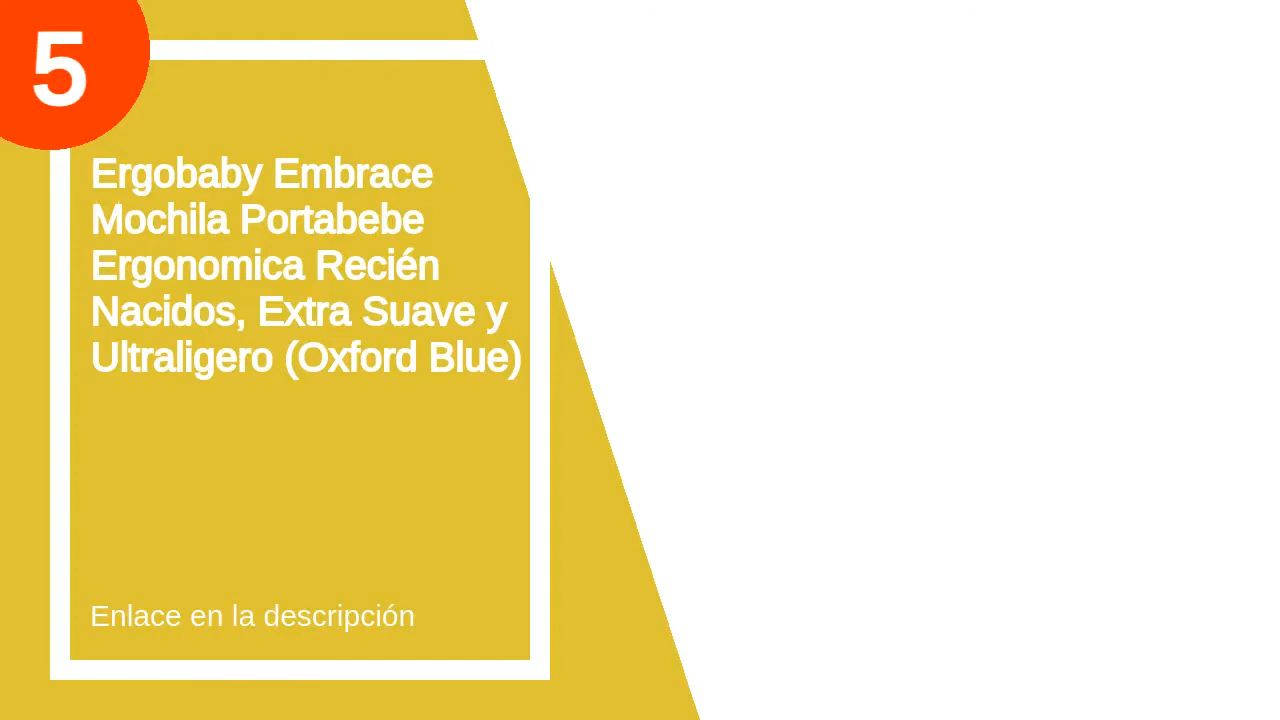 5
Ergobaby Embrace
Mochila Portabebe
Ergonomica Recién
Nacidos, Extra Suave y
Ultraligero (Oxford Blue)
Enlace en la descripción